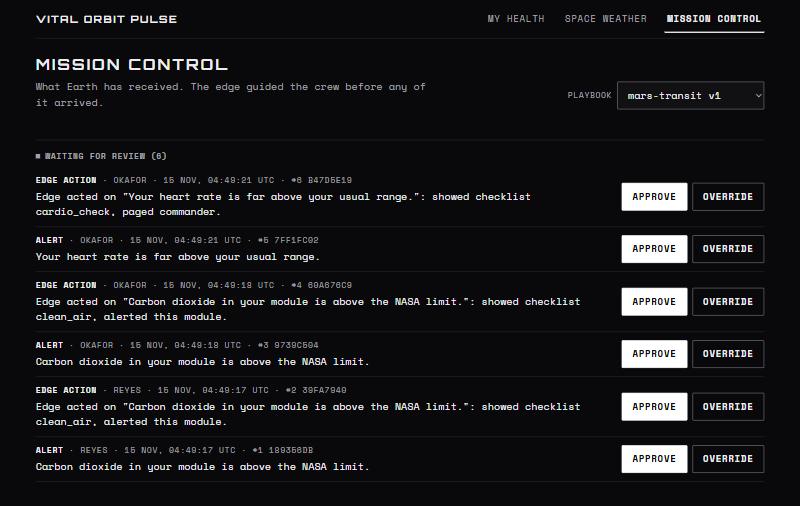 VITAL ORBIT PULSE
MY HEALTH
SPACE WEATHER
MISSION CONTROL
MISSION CONTROL
What Earth has received. The edge guided the crew before any of
it arrived.
PLAYBOOK
mars-transit v1
WAITING FOR REVIEW (6)
EDGE ACTION · OKAFOR · 15 NOV, 04:49:21 UTC · #6 B47D5E19
Edge acted on "Your heart rate is far above your usual range.": showed checklist
cardio_check, paged commander.
APPROVE
OVERRIDE
ALERT · OKAFOR · 15 NOV, 04:49:21 UTC · #5 7FF1FC02
Your heart rate is far above your usual range.
APPROVE
OVERRIDE
EDGE ACTION · OKAFOR · 15 NOV, 04:49:18 UTC · #4 60A676C9
Edge acted on "Carbon dioxide in your module is above the NASA limit.": showed checklist
clean_air, alerted this module.
APPROVE
OVERRIDE
ALERT · OKAFOR · 15 NOV, 04:49:18 UTC · #3 9739C504
Carbon dioxide in your module is above the NASA limit.
APPROVE
OVERRIDE
EDGE ACTION · REYES · 15 NOV, 04:49:17 UTC · #2 39FA7940
Edge acted on "Carbon dioxide in your module is above the NASA limit.": showed checklist
clean_air, alerted this module.
APPROVE
OVERRIDE
ALERT · REYES · 15 NOV, 04:49:17 UTC · #1 189356DB
Carbon dioxide in your module is above the NASA limit.
APPROVE
OVERRIDE